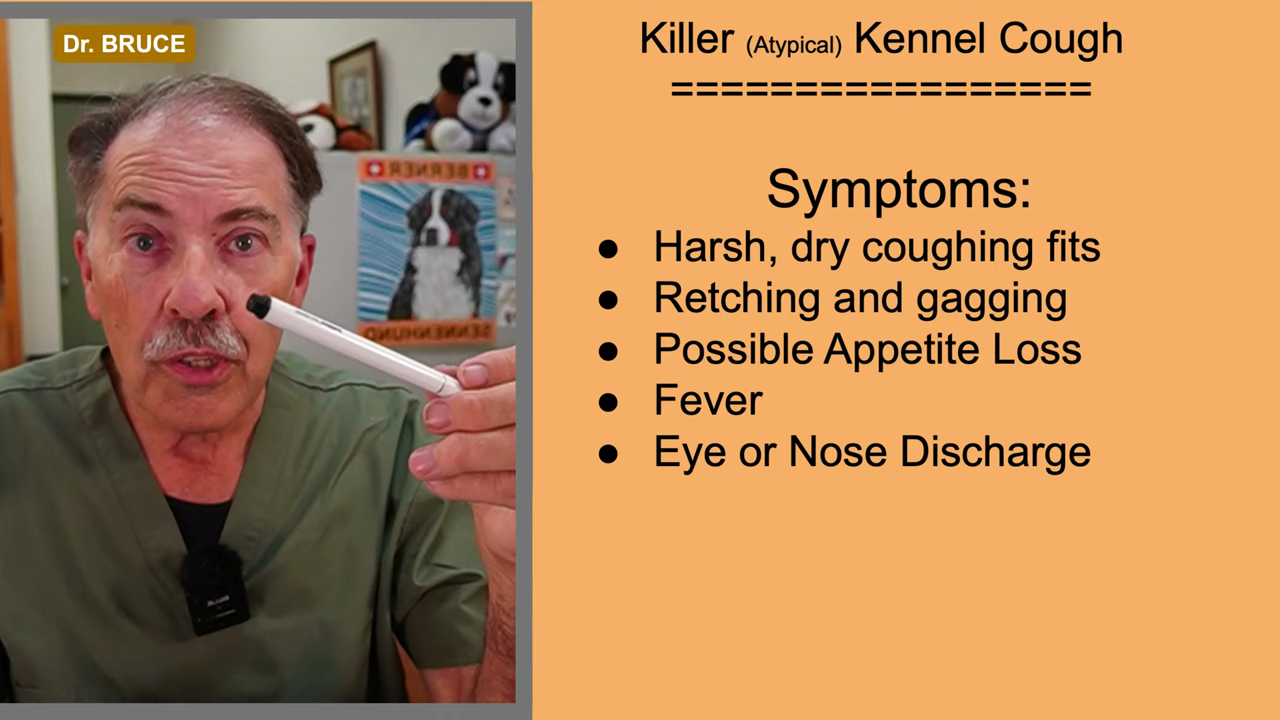 Dr. BRUCE
BERNER
SENNENHUND
Killer (Atypical) Kennel Cough
=================
Symptoms:
● Harsh, dry coughing fits
● Retching and gagging
● Possible Appetite Loss
● Fever
● Eye or Nose Discharge